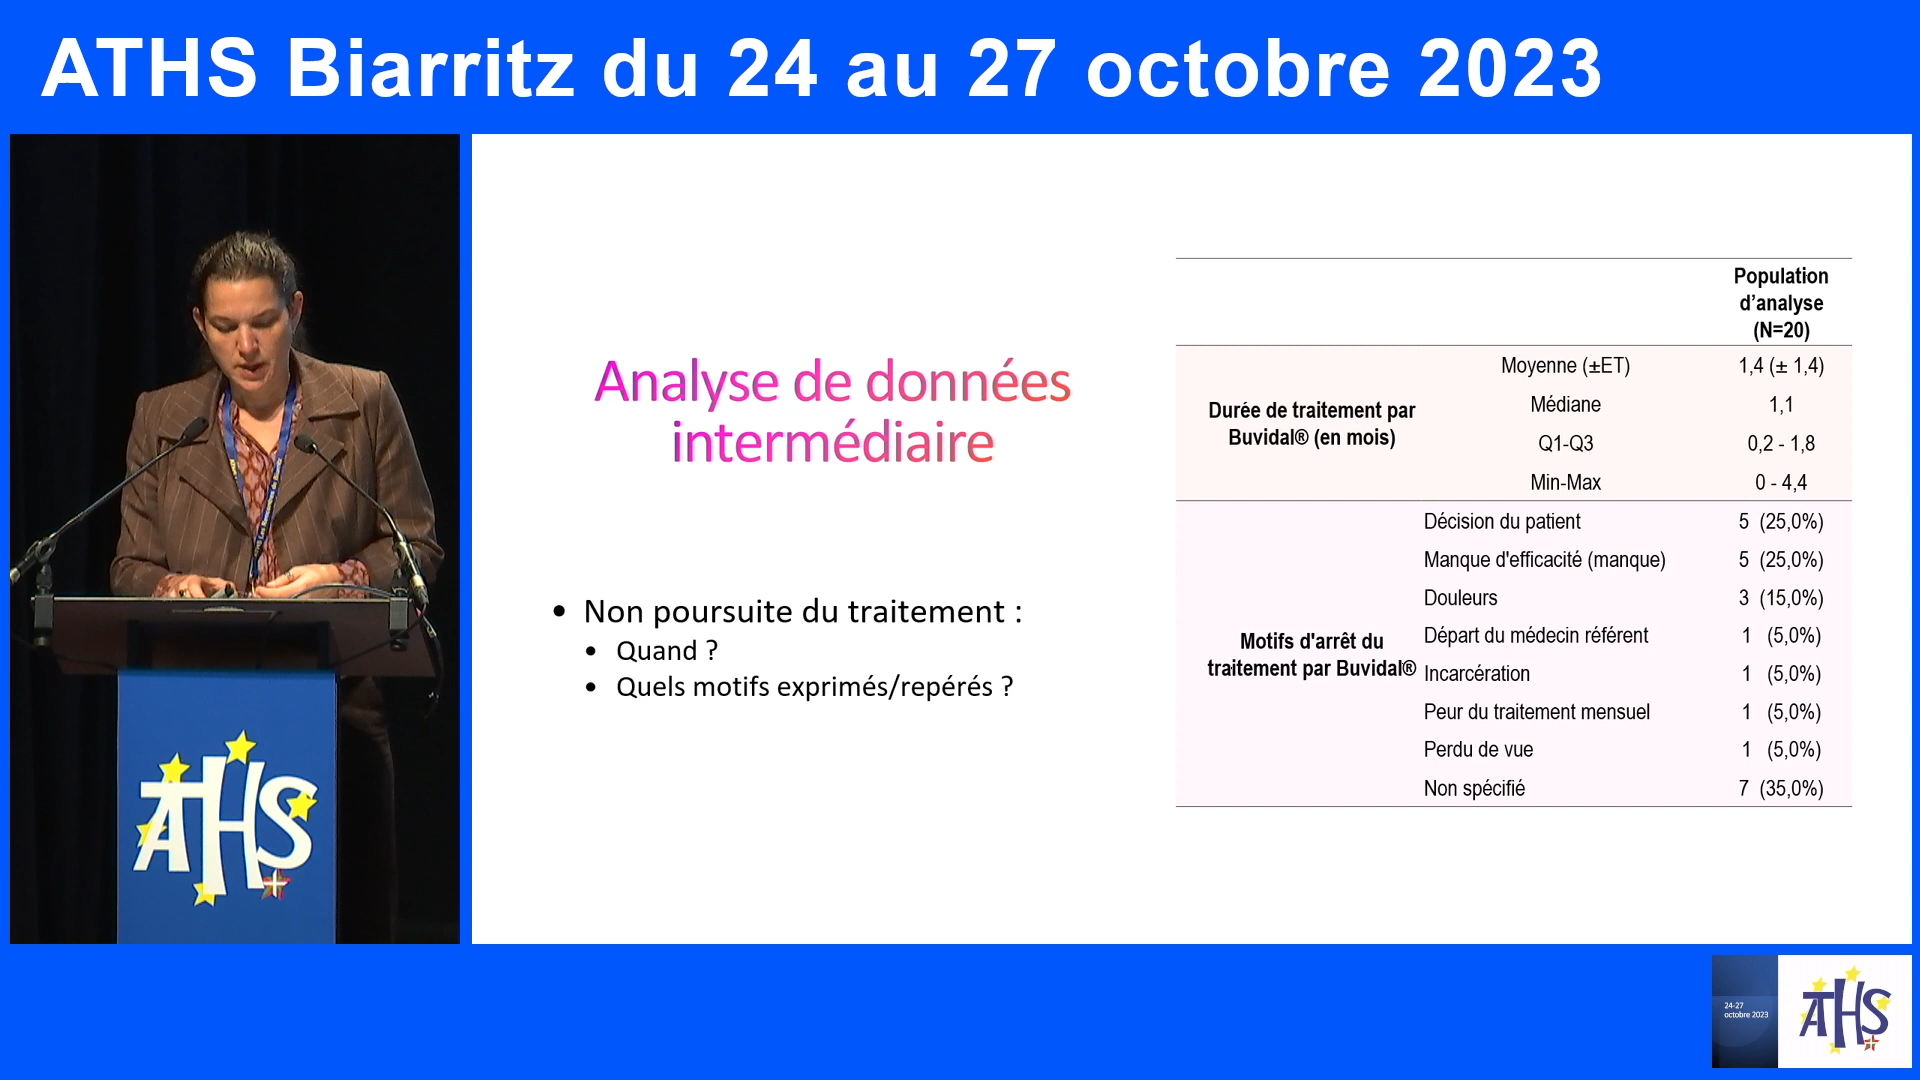 ATHS Biarritz du 24 au 27 octobre 2023
Analyse de données
intermédiaire
• Non poursuite du traitement :
• Quand ?
• Quels motifs exprimés/repérés ?
Population
d'analyse
(N=20)
Durée de traitement par
Buvidal® (en mois)
Moyenne (±ET) 1,4 (± 1,4)
Médiane 1,1
Q1-Q3 0,2 - 1,8
Min-Max 0 - 4,4
Motifs d'arrêt du
traitement par Buvidal®
Décision du patient 5 (25,0%)
Manque d'efficacité (manque) 5 (25,0%)
Douleurs 3 (15,0%)
Départ du médecin référent 1 (5,0%)
Incarcération 1 (5,0%)
Peur du traitement mensuel 1 (5,0%)
Perdu de vue 1 (5,0%)
Non spécifié 7 (35,0%)
ATHS
24-27
octobre 2023
ATHS